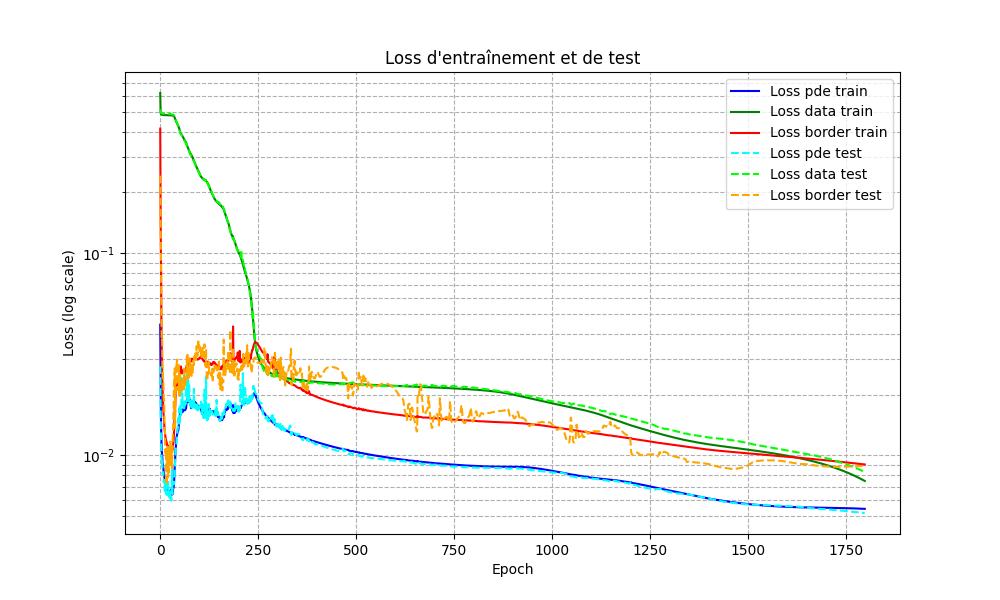 Loss d'entraînement et de test
Loss pde train
Loss data train
Loss border train
Loss pde test
Loss data test
Loss border test
Loss (log scale)
10⁻¹
10⁻²
0 250 500 750 1000 1250 1500 1750
Epoch